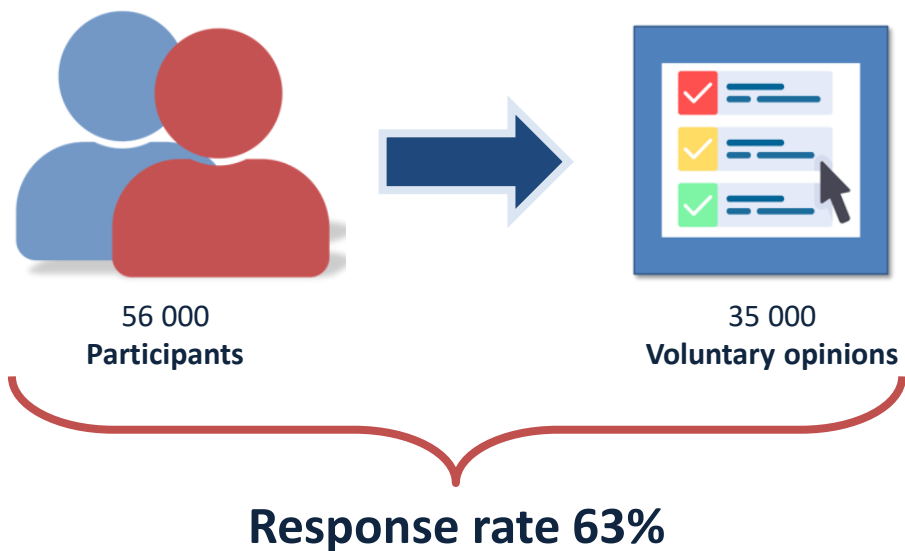 56 000
Participants
35 000
Voluntary opinions
Response rate 63%